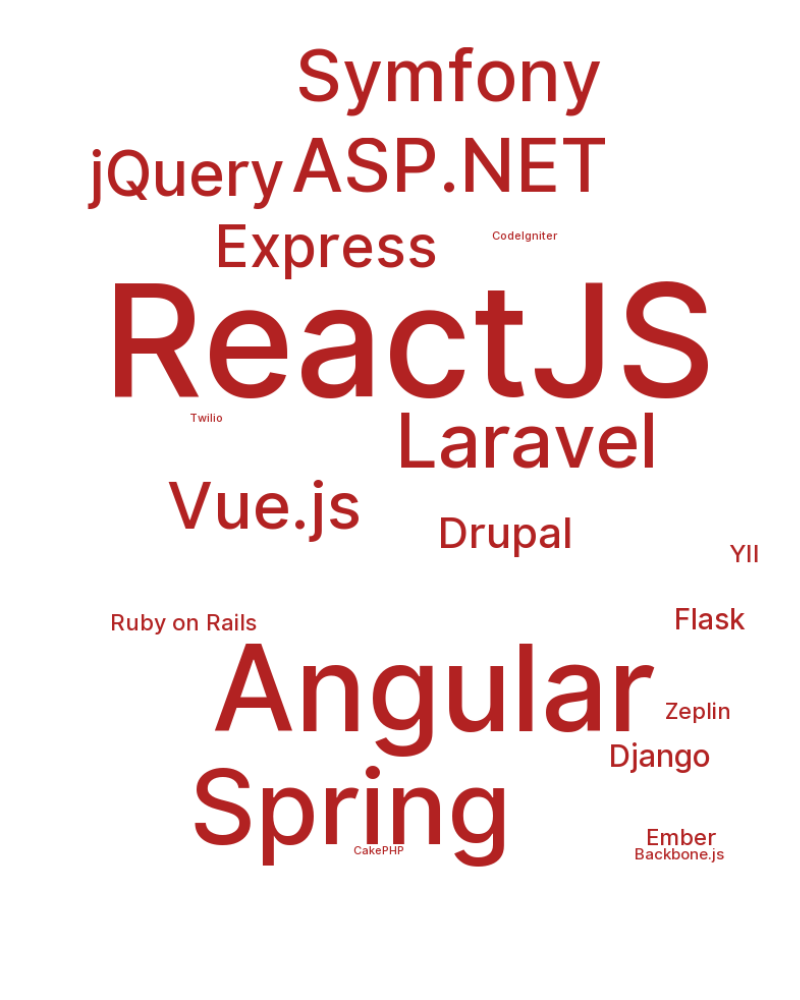 Symfony
jQuery ASP.NET
Express
CodeIgniter
ReactJS
Twilio
Laravel
Vue.js
Drupal
YII
Flask
Ruby on Rails
Angular
Zeplin
Django
Spring
Ember
CakePHP
Backbone.js